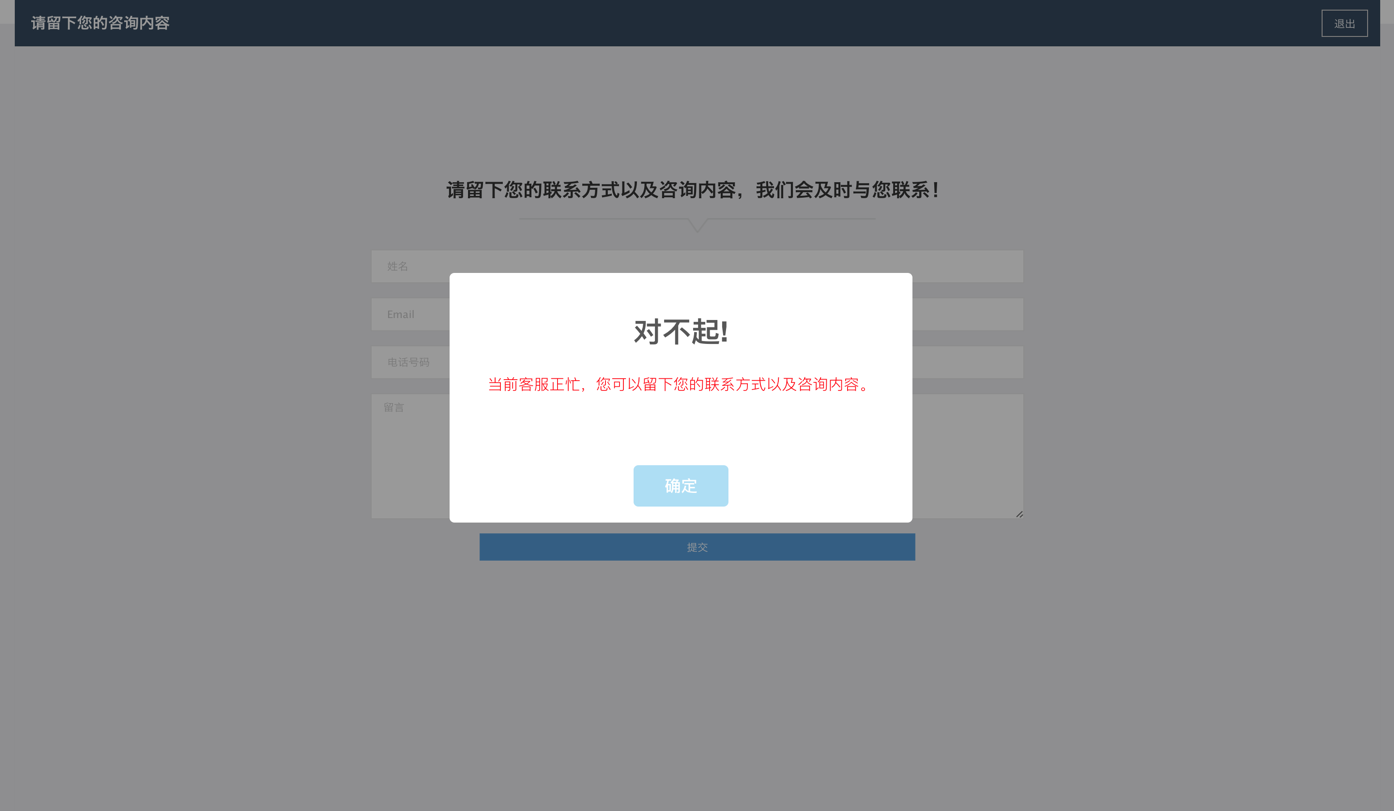 请留下您的咨询内容
退出
请留下您的联系方式以及咨询内容，我们会及时与您联系！
姓名
Email
电话号码
留言
对不起!
当前客服正忙，您可以留下您的联系方式以及咨询内容。
确定
提交